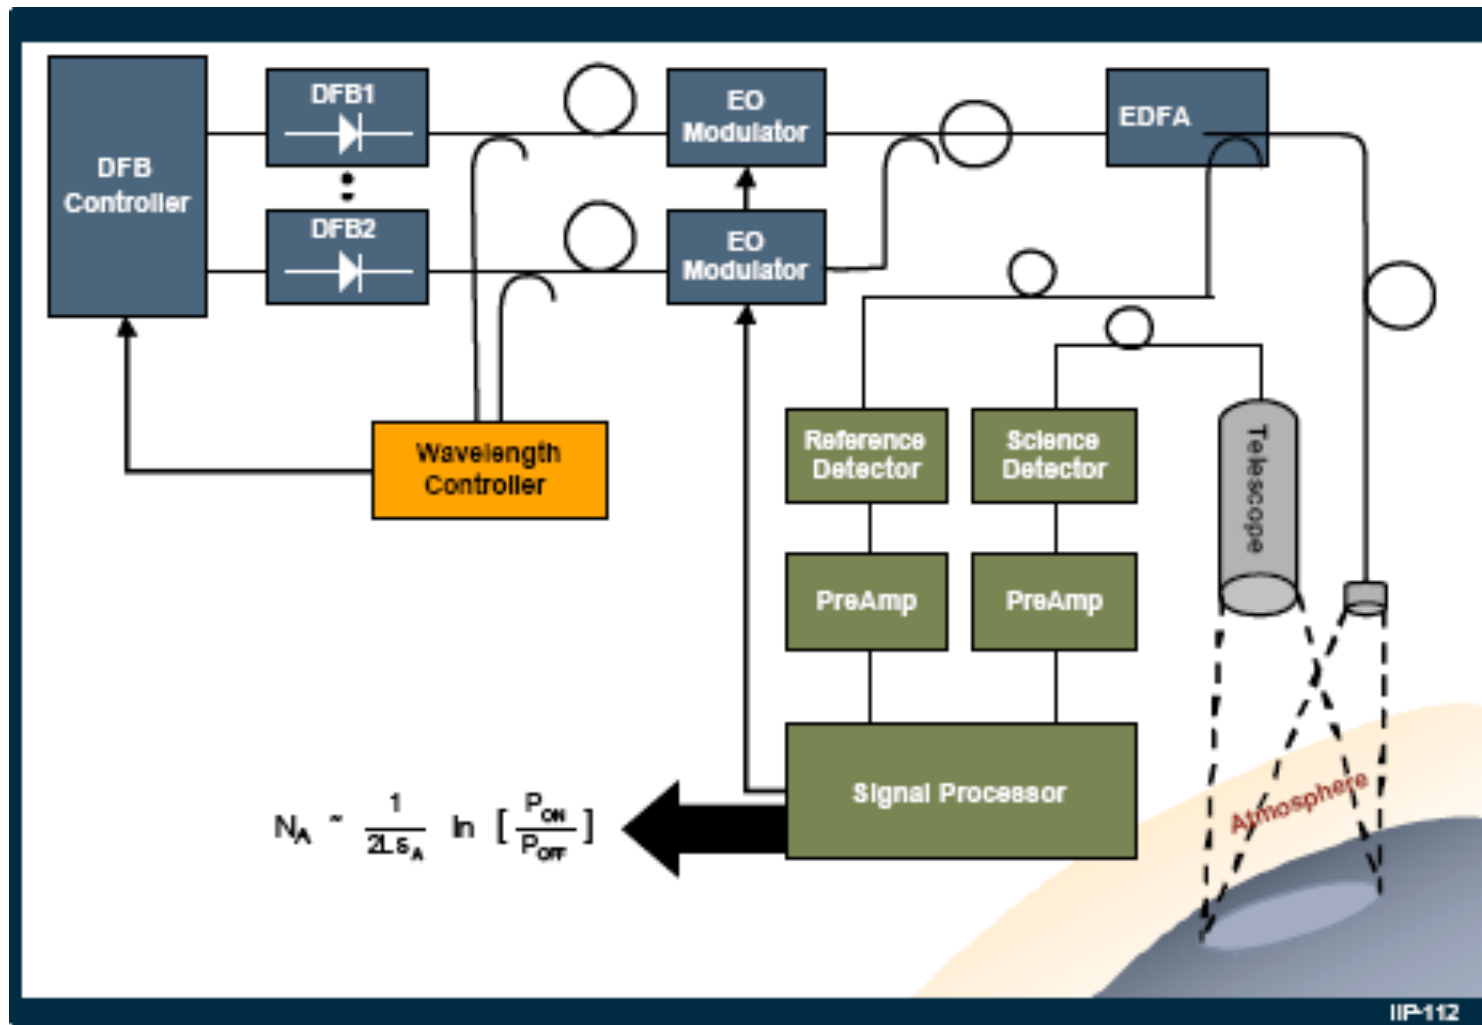 DFB
Controller
DFB1
DFB2
EO
Modulator
EO
Modulator
EDFA
Wavelength
Controller
Reference
Detector
Science
Detector
Telescope
PreAmp
PreAmp
Signal Processor
Atmosphere
N_A ~ 1/(2Ls_A) ln [P_ON/P_OFF]
IIP-112